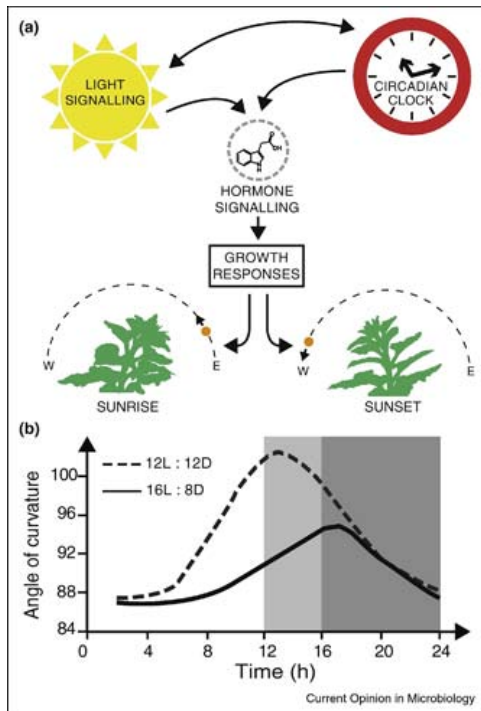 (a)
LIGHT
SIGNALLING
CIRCADIAN
CLOCK
OH
O
N
H
HORMONE
SIGNALLING
GROWTH
RESPONSES
W
E
W
E
SUNRISE
SUNSET
(b)
12L : 12D
16L : 8D
Angle of curvature
100
96
92
88
84
0
4
8
12
16
20
24
Time (h)
Current Opinion in Microbiology